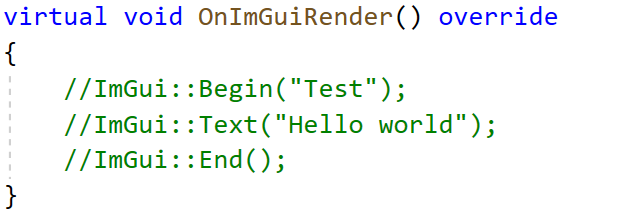 virtual void OnImGuiRender() override
{
    //ImGui::Begin("Test");
    //ImGui::Text("Hello world");
    //ImGui::End();
}